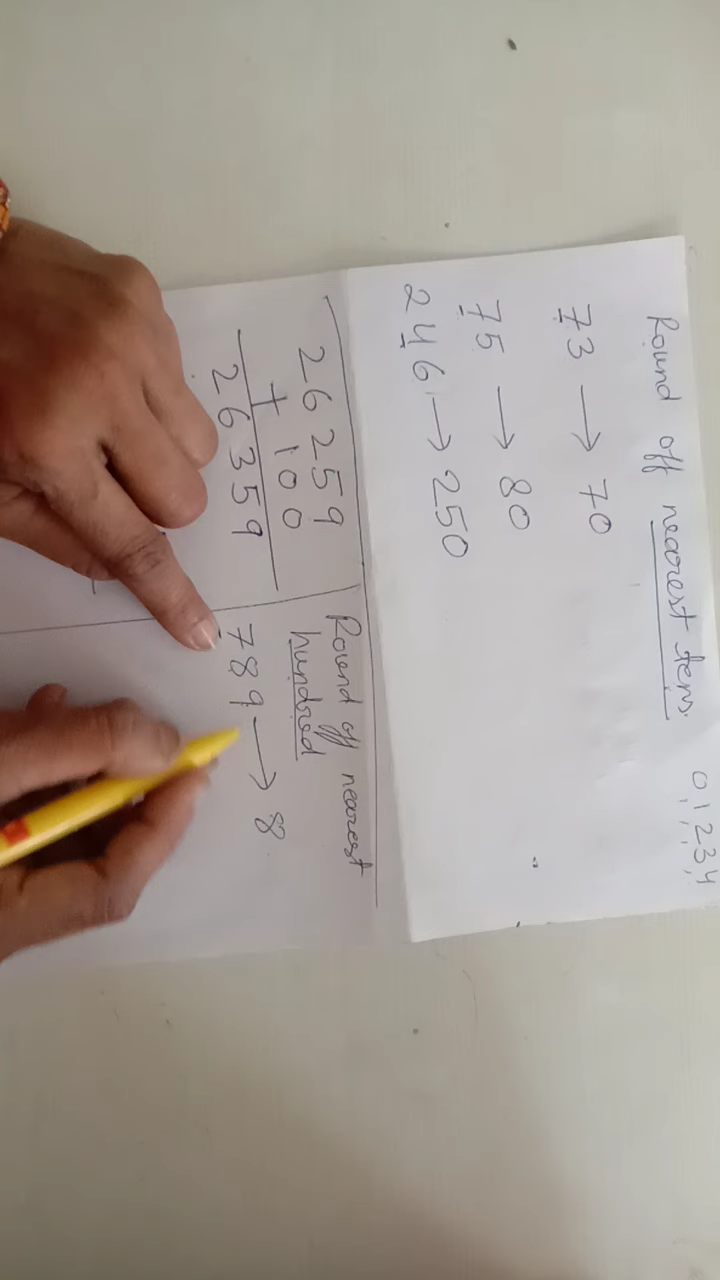 Round off nearest tens. 0,1,2,3,4
73 → 70
75 → 80
246 → 250
26259
+ 100
26359
Round off nearest
hundred
789 → 8